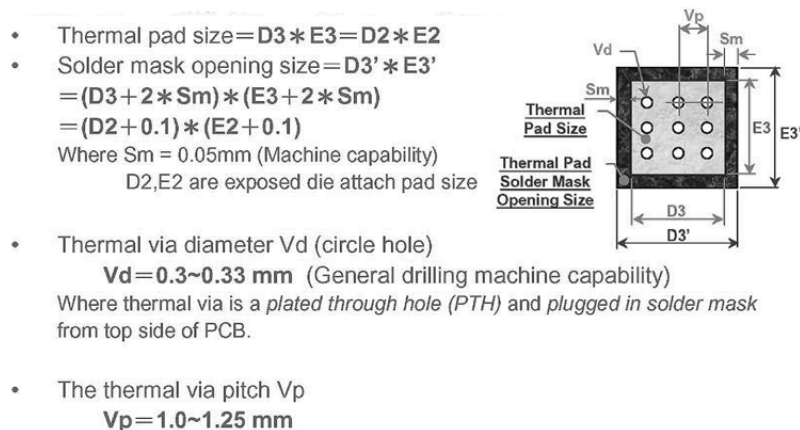 • Thermal pad size=D3*E3=D2*E2
• Solder mask opening size=D3'*E3'
=(D3+2*Sm)*(E3+2*Sm)
=(D2+0.1)*(E2+0.1)
Where Sm = 0.05mm (Machine capability)
D2,E2 are exposed die attach pad size
• Thermal via diameter Vd (circle hole)
Vd=0.3~0.33 mm (General drilling machine capability)
Where thermal via is a plated through hole (PTH) and plugged in solder mask
from top side of PCB.
• The thermal via pitch Vp
Vp=1.0~1.25 mm
Vp
Sm
Vd
Sm
Thermal
Pad Size
E3
E3'
Thermal Pad
Solder Mask
Opening Size
D3
D3'